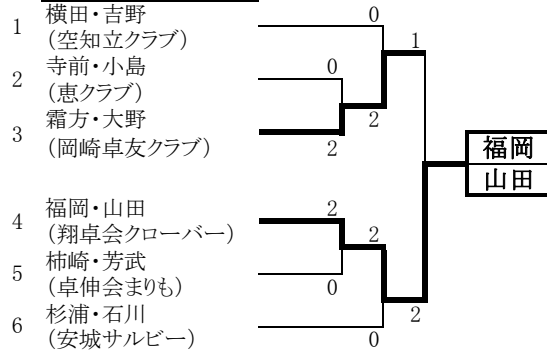 1 横田・吉野 0
(空知立クラブ) 1
2 寺前・小島 0
(恵クラブ) 2
3 霜方・大野
(岡崎卓友クラブ) 2
福岡
山田
4 福岡・山田 2
(翔卓会クローバー) 2
5 柿崎・芳武
(卓伸会まりも) 0
6 杉浦・石川 2
(安城サルビー) 0